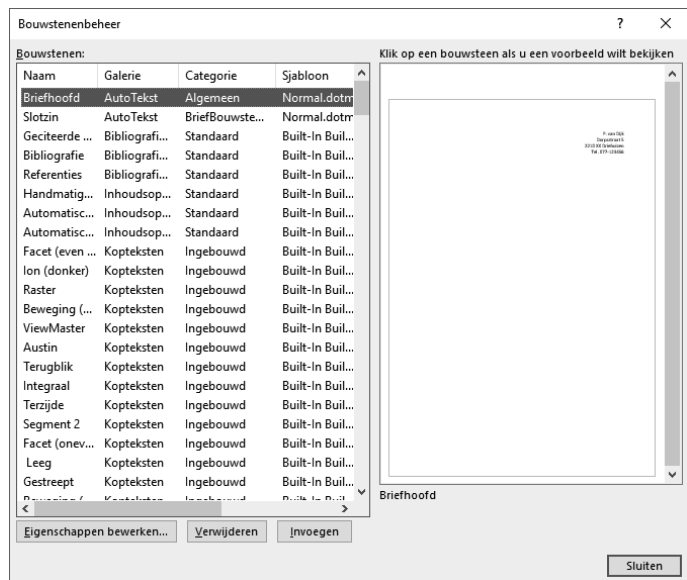 Bouwstenenbeheer ? ×
Bouwstenen:
Klik op een bouwsteen als u een voorbeeld wilt bekijken
Naam Galerie Categorie Sjabloon
Briefhoofd AutoTekst Algemeen Normal.dotm
Slotzin AutoTekst BriefBouwste... Normal.dotm
Geciteerde ... Bibliografi... Standaard Built-In Buil...
Bibliografie Bibliografi... Standaard Built-In Buil...
Referenties Bibliografi... Standaard Built-In Buil...
Handmatig... Inhoudsop... Standaard Built-In Buil...
Automatisc... Inhoudsop... Standaard Built-In Buil...
Automatisc... Inhoudsop... Standaard Built-In Buil...
Facet (even ... Kopteksten Ingebouwd Built-In Buil...
Ion (donker) Kopteksten Ingebouwd Built-In Buil...
Raster Kopteksten Ingebouwd Built-In Buil...
Beweging (... Kopteksten Ingebouwd Built-In Buil...
ViewMaster Kopteksten Ingebouwd Built-In Buil...
Austin Kopteksten Ingebouwd Built-In Buil...
Terugblik Kopteksten Ingebouwd Built-In Buil...
Integraal Kopteksten Ingebouwd Built-In Buil...
Terzijde Kopteksten Ingebouwd Built-In Buil...
Segment 2 Kopteksten Ingebouwd Built-In Buil...
Facet (onev... Kopteksten Ingebouwd Built-In Buil...
Leeg Kopteksten Ingebouwd Built-In Buil...
Gestreept Kopteksten Ingebouwd Built-In Buil...
P. van Dijk
Dorpsstraat 5
Tel. 077-123456
Briefhoofd
Eigenschappen bewerken... Verwijderen Invoegen
Sluiten